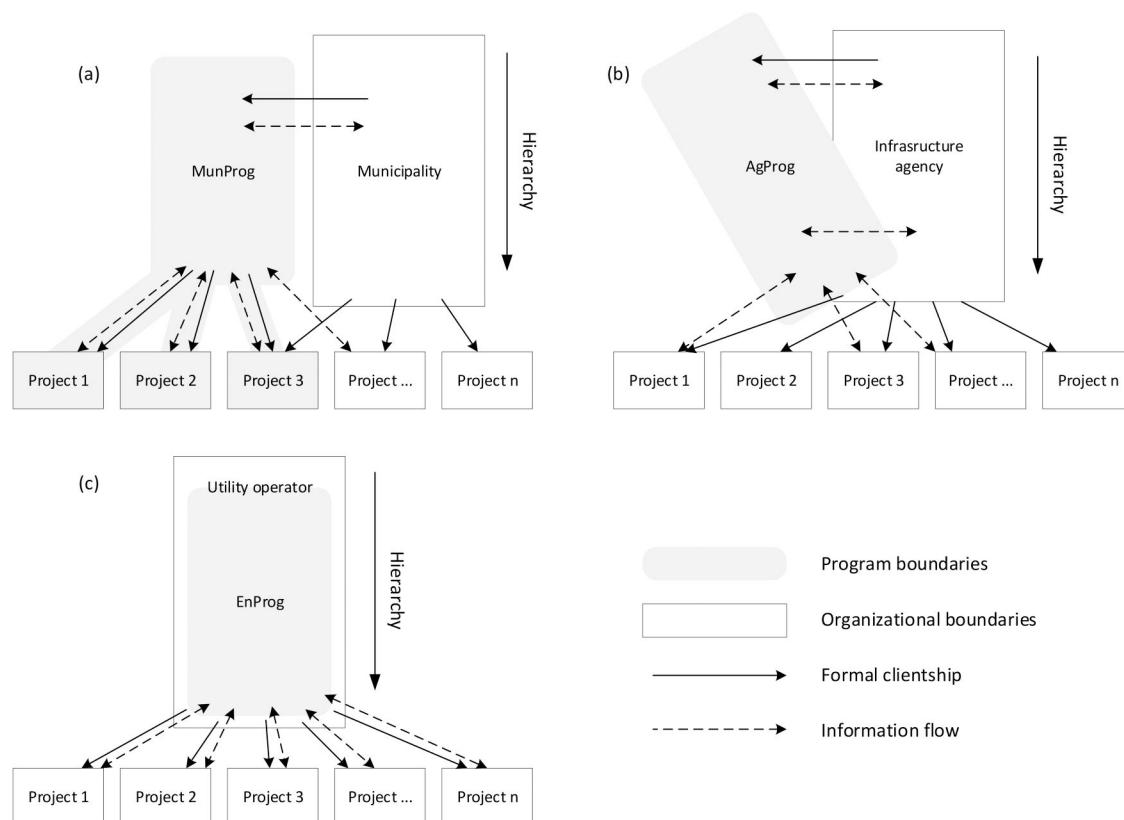 (a)
MunProg
Municipality
Hierarchy
Project 1
Project 2
Project 3
Project ...
Project n
(b)
AgProg
Infrasructure
agency
Hierarchy
Project 1
Project 2
Project 3
Project ...
Project n
(c)
Utility operator
EnProg
Hierarchy
Project 1
Project 2
Project 3
Project ...
Project n
Program boundaries
Organizational boundaries
Formal clientship
Information flow